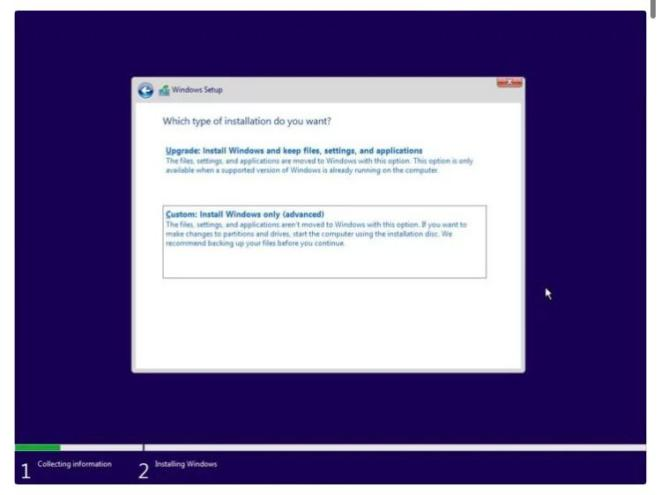 Windows Setup
Which type of installation do you want?
Upgrade: Install Windows and keep files, settings, and applications
The files, settings, and applications are moved to Windows with this option. This option is only
available when a supported version of Windows is already running on the computer.
Custom: Install Windows only (advanced)
The files, settings, and applications aren't moved to Windows with this option. If you want to
make changes to partitions and drives, start the computer using the installation disc. We
recommend backing up your files before you continue.
1 Collecting information
2 Installing Windows